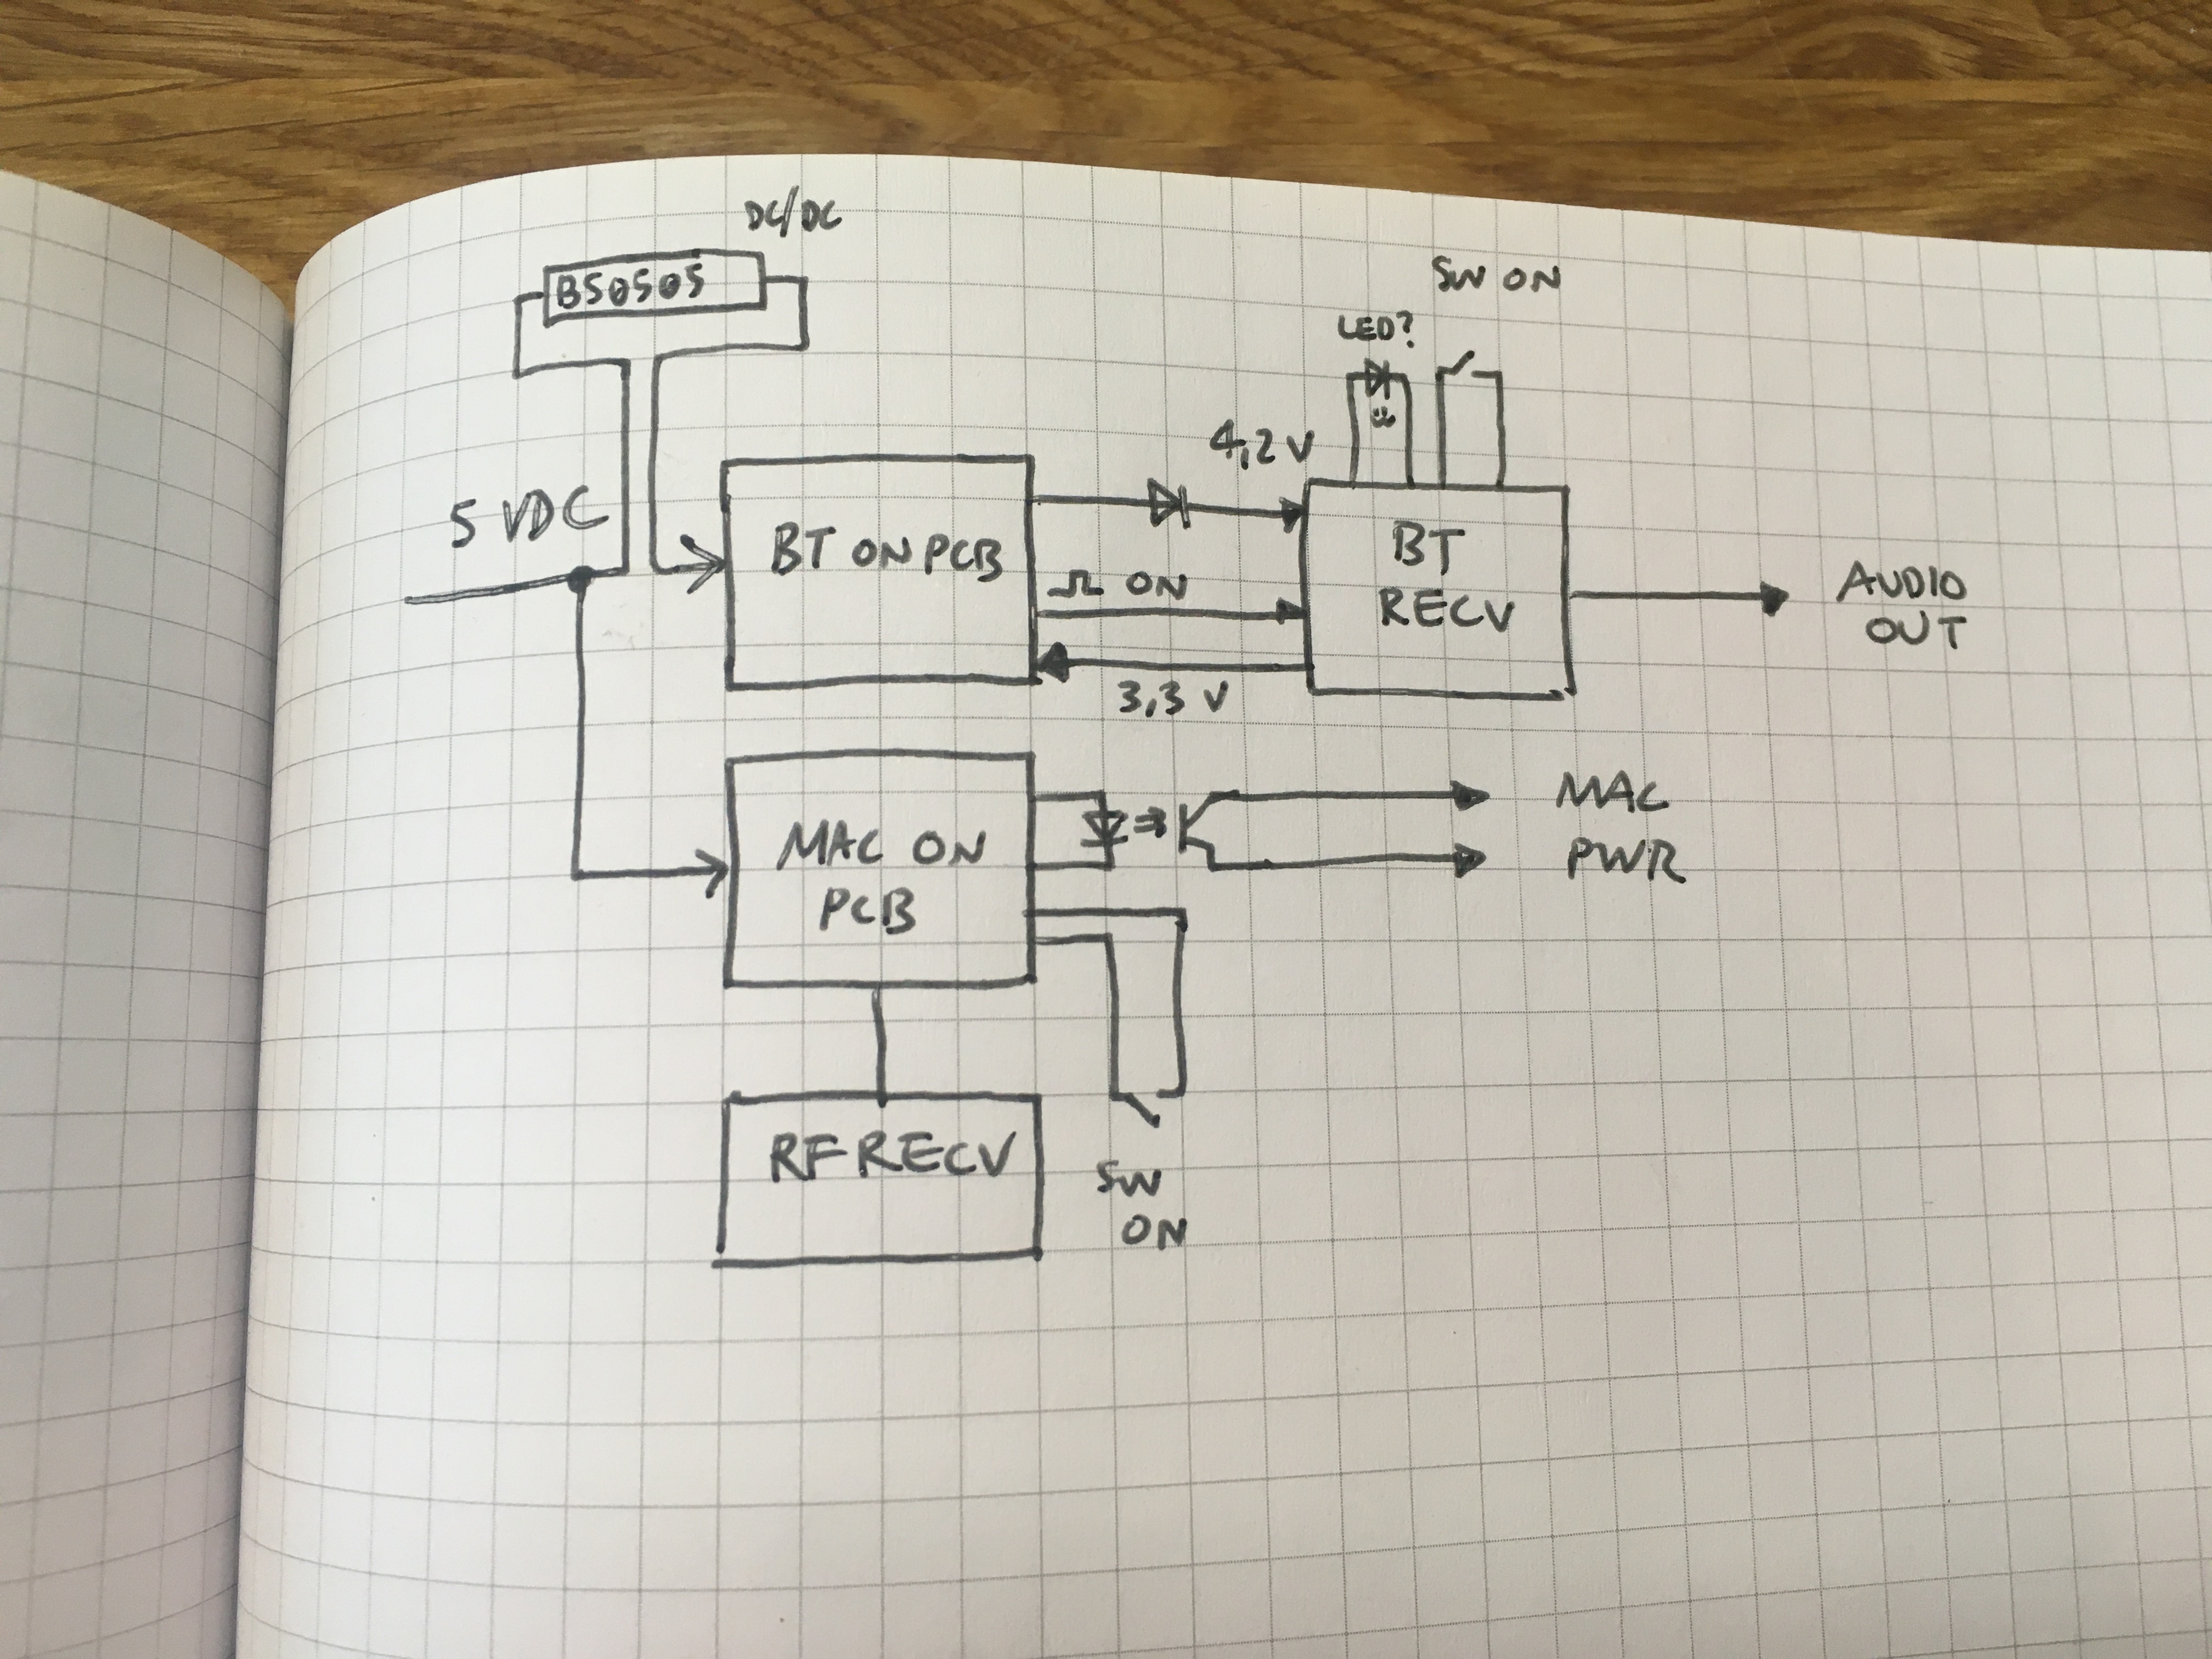 DC/DC
B50505
SW ON
LED?
4,2 V
5 VDC
BT ON PCB
ON
3,3 V
BT
RECV
AUDIO
OUT
MAC ON
PCB
MAC
PWR
RF RECV
SW
ON